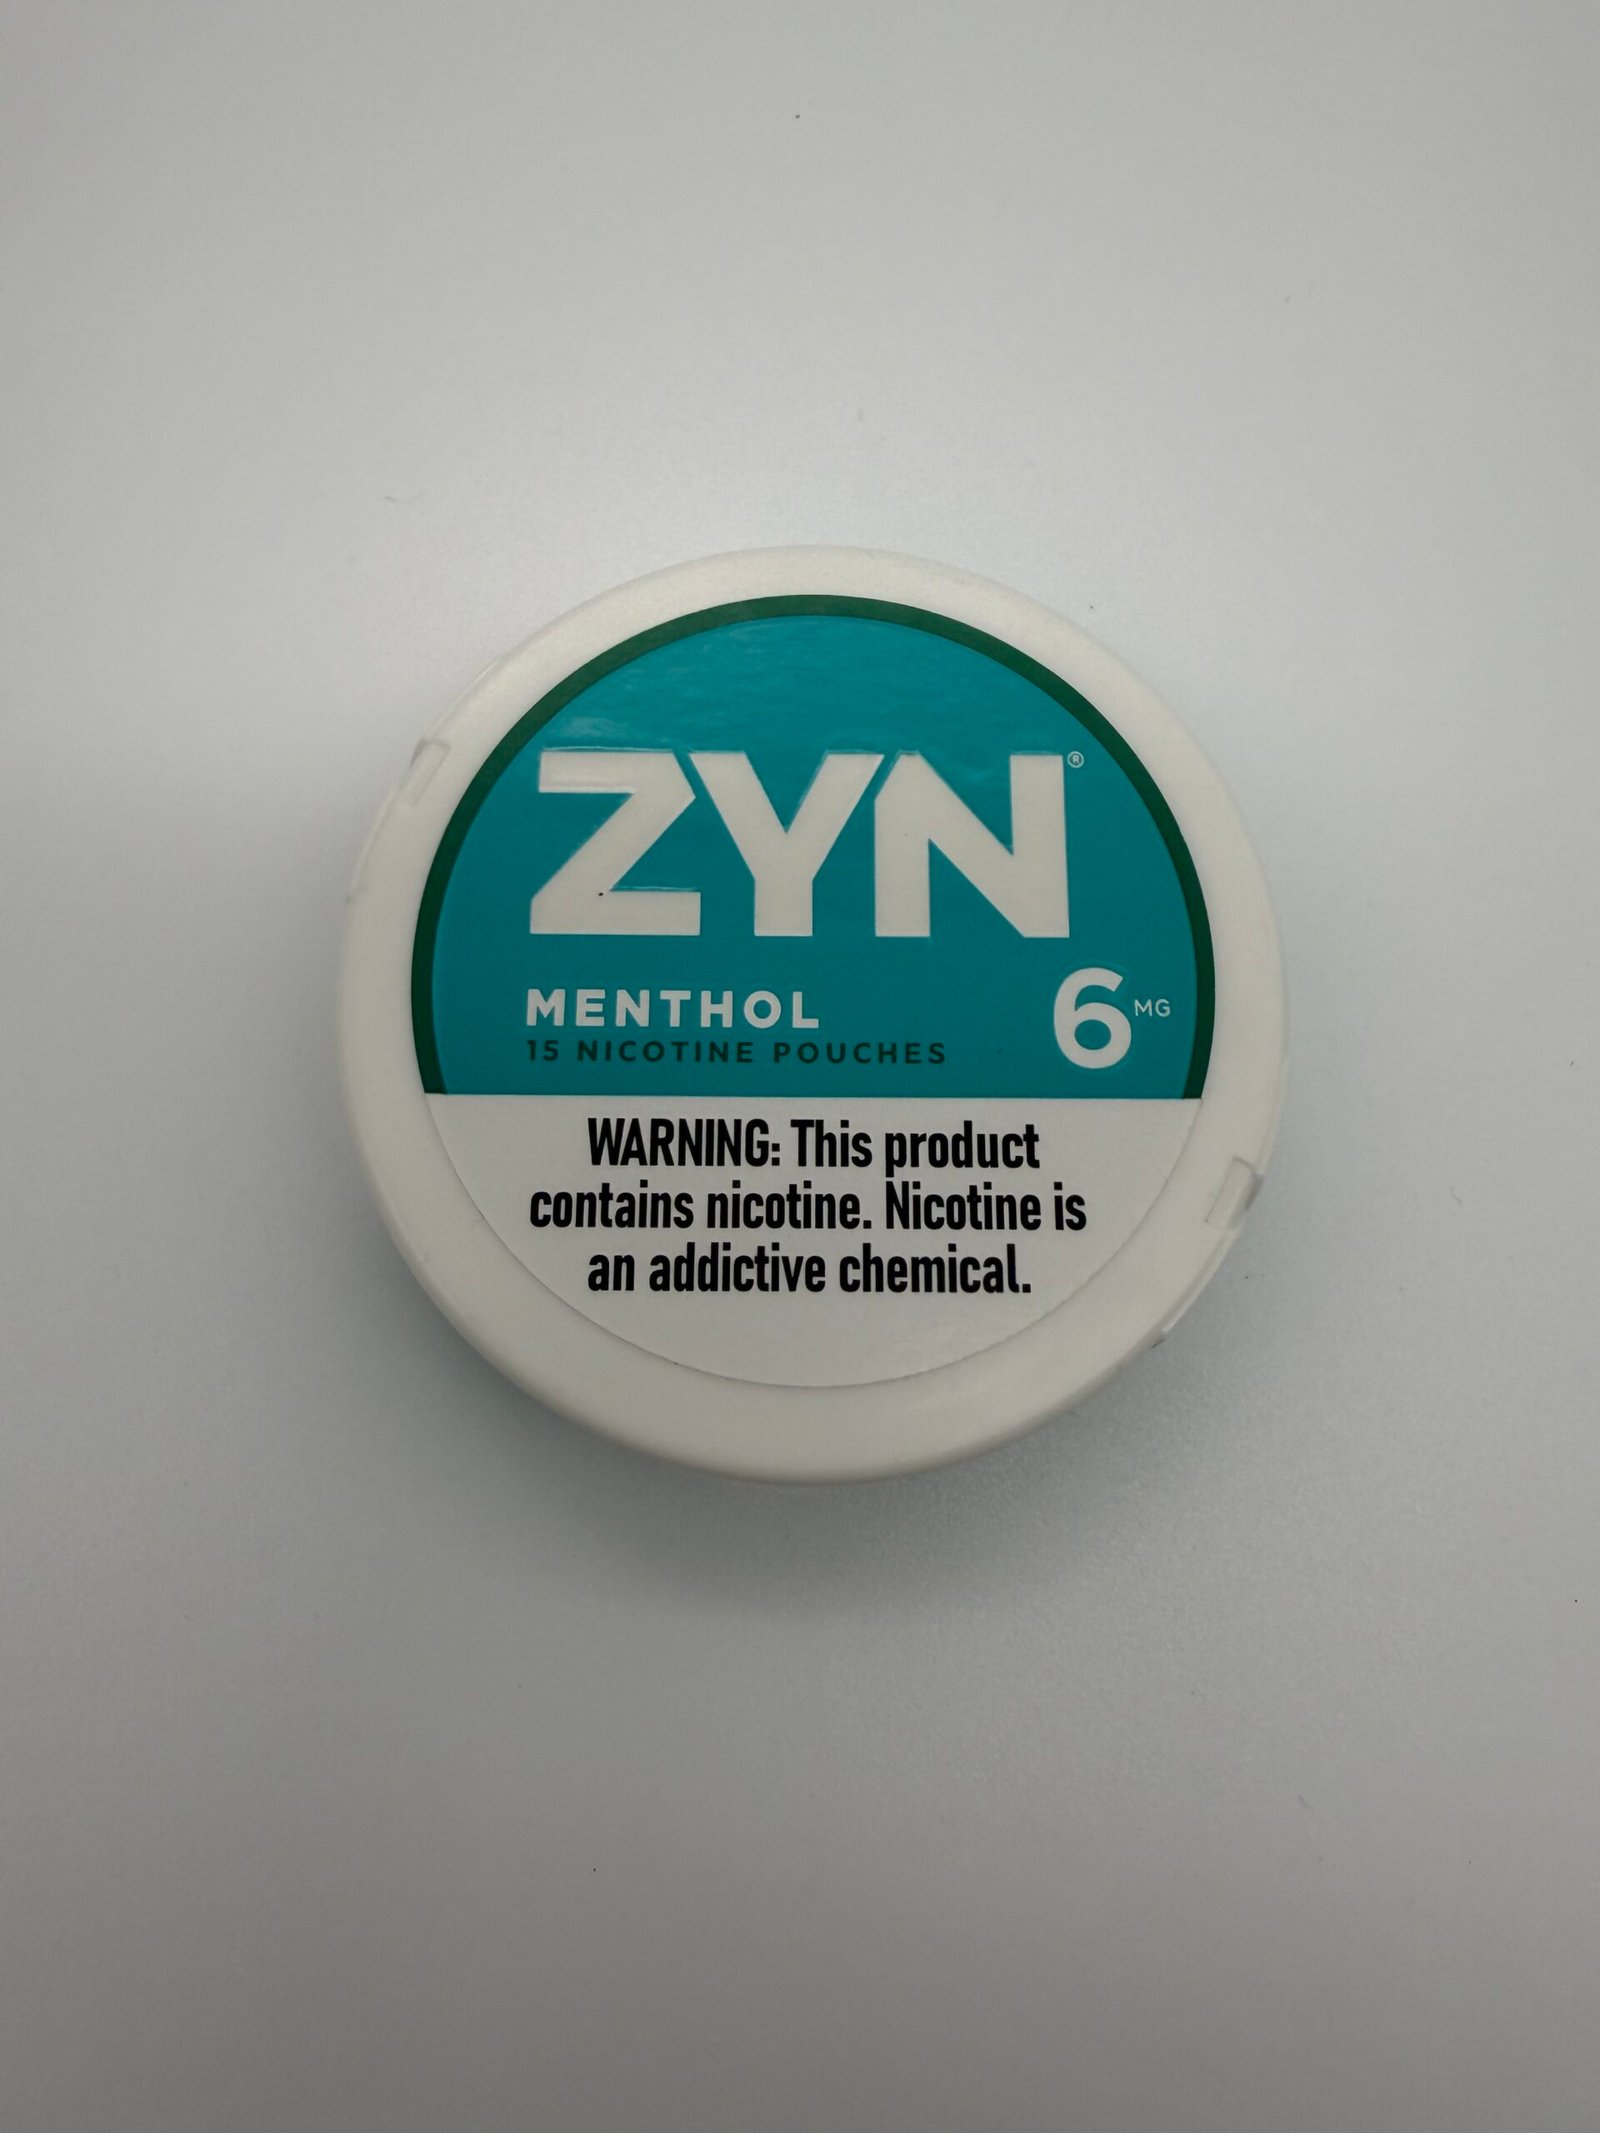 ZYN®
MENTHOL
15 NICOTINE POUCHES
6 MG
WARNING: This product
contains nicotine. Nicotine is
an addictive chemical.